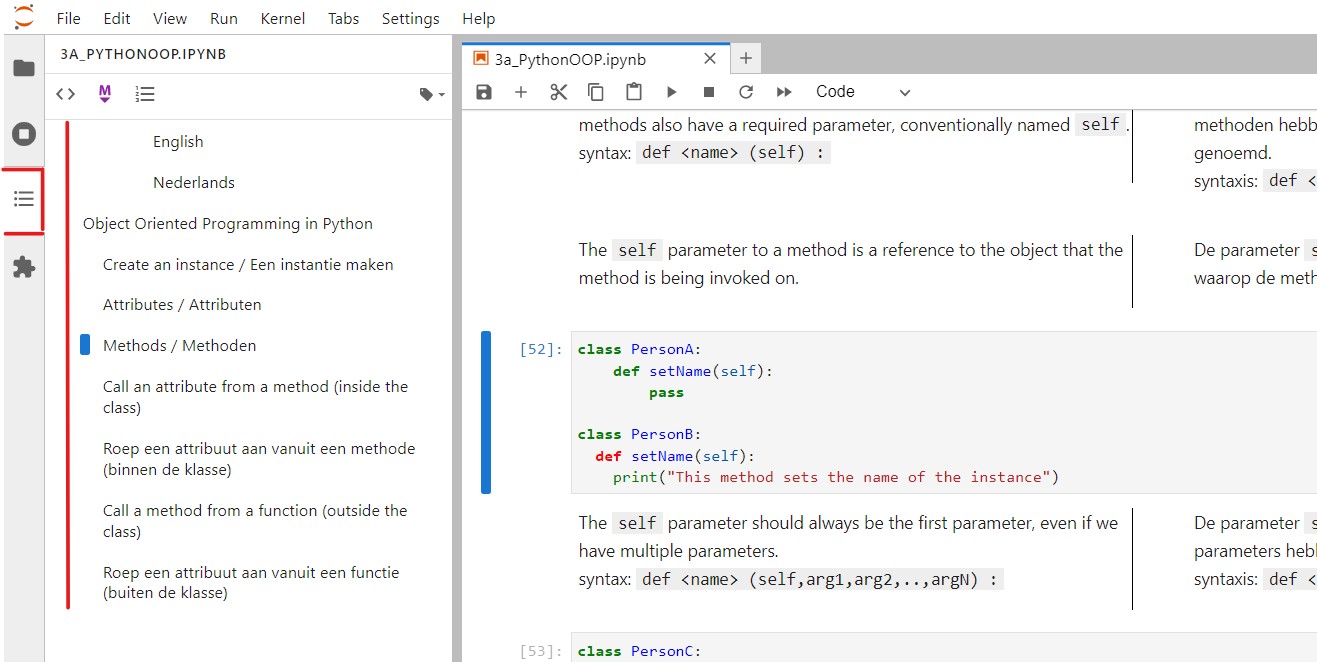 File Edit View Run Kernel Tabs Settings Help
3A_PYTHONOOP.IPYNB
M
English
Nederlands
Object Oriented Programming in Python
Create an instance / Een instantie maken
Attributes / Attributen
Methods / Methoden
Call an attribute from a method (inside the
class)
Roep een attribuut aan vanuit een methode
(binnen de klasse)
Call a method from a function (outside the
class)
Roep een attribuut aan vanuit een functie
(buiten de klasse)
3a_PythonOOP.ipynb
Code
methods also have a required parameter, conventionally named self .
syntax: def <name> (self) :
methoden hebb
genoemd.
syntaxis: def <
The self parameter to a method is a reference to the object that the
method is being invoked on.
De parameter s
waarop de meth
[52]:
class PersonA:
    def setName(self):
        pass
class PersonB:
  def setName(self):
    print("This method sets the name of the instance")
The self parameter should always be the first parameter, even if we
have multiple parameters.
syntax: def <name> (self,arg1,arg2,..,argN) :
De parameter s
parameters hebl
syntaxis: def <
[53]:
class PersonC: